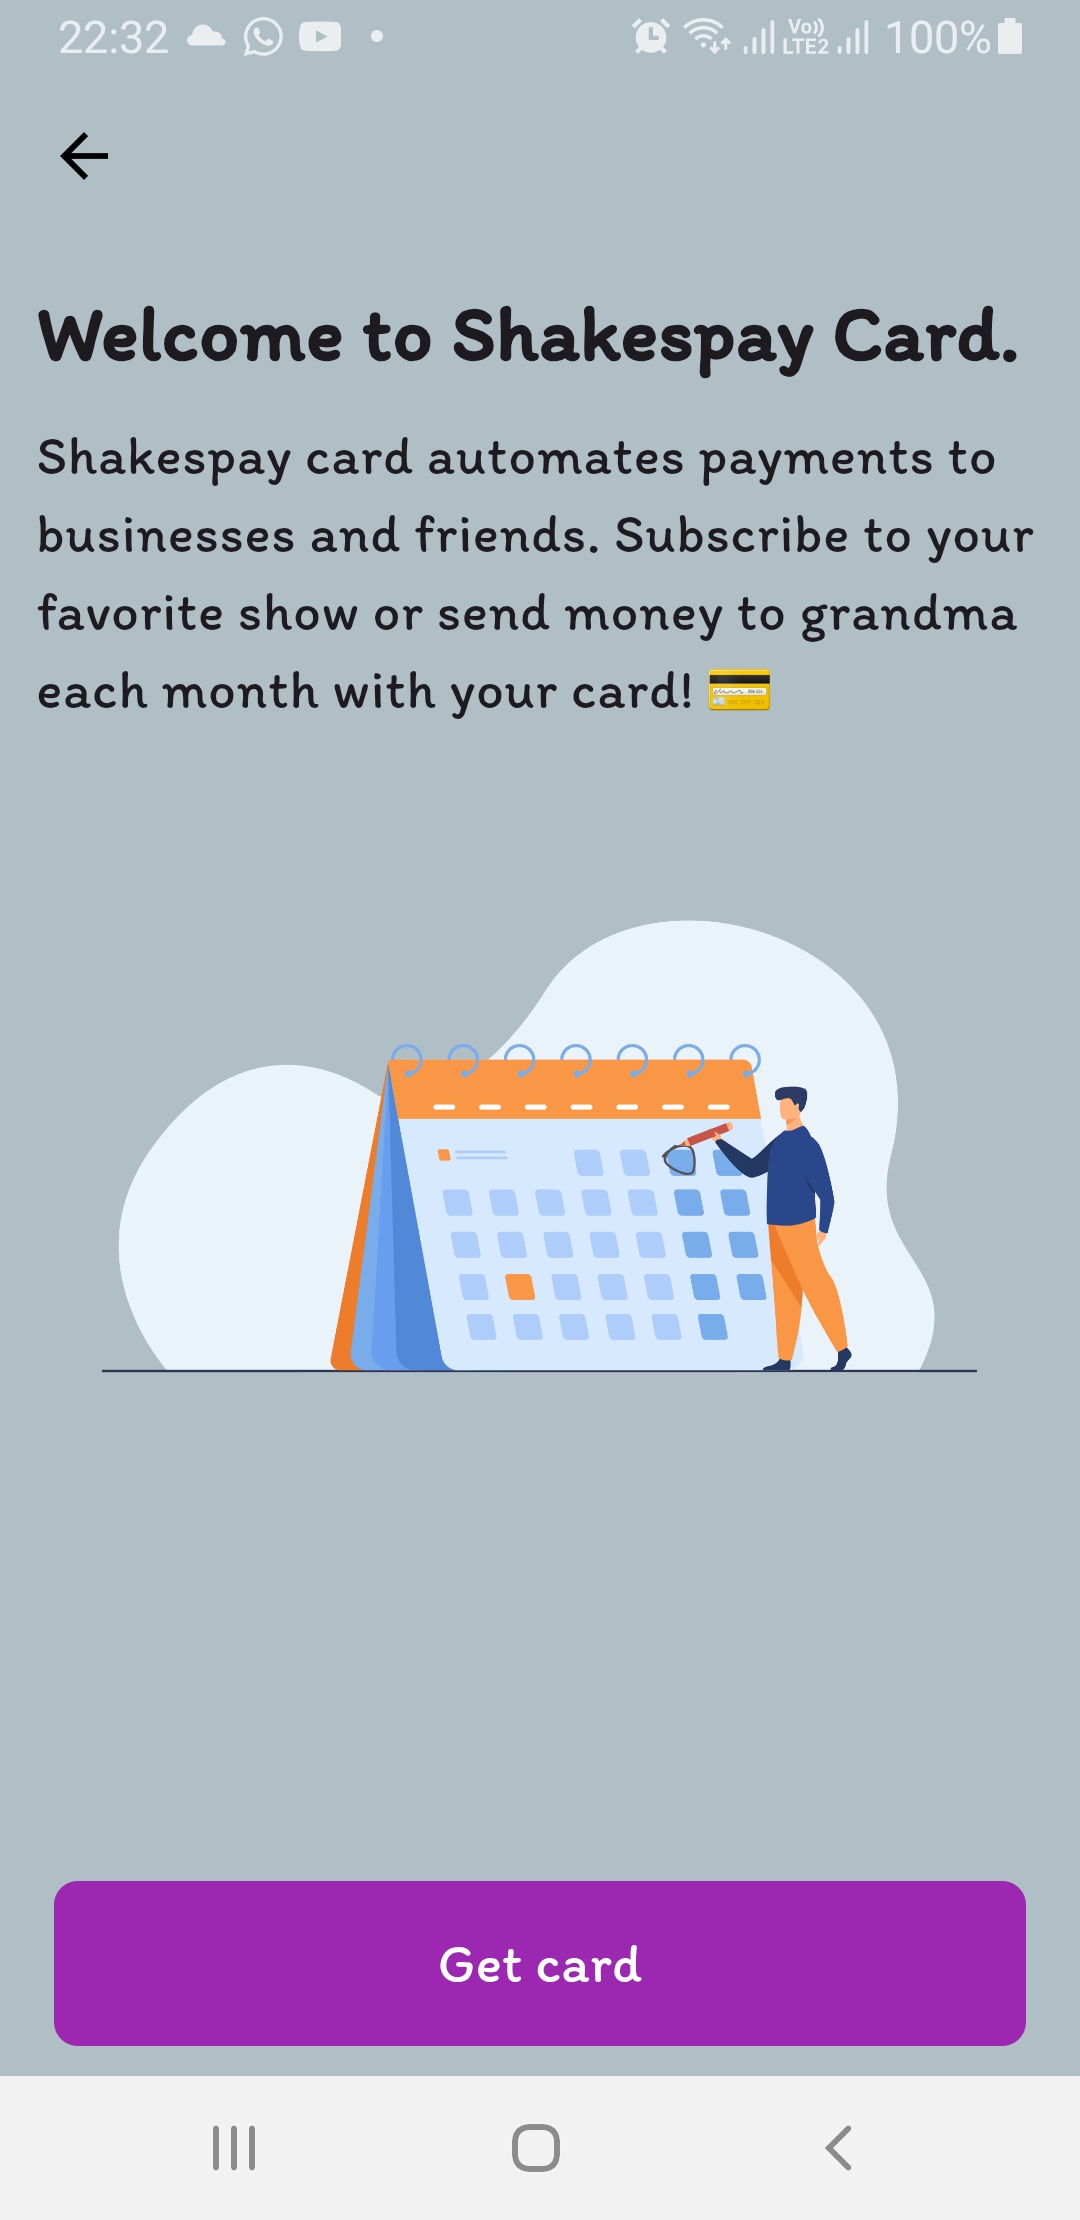 22:32
Vo)) LTE2 100%
Welcome to Shakespay Card.
Shakespay card automates payments to
businesses and friends. Subscribe to your
favorite show or send money to grandma
each month with your card! 💳
Get card